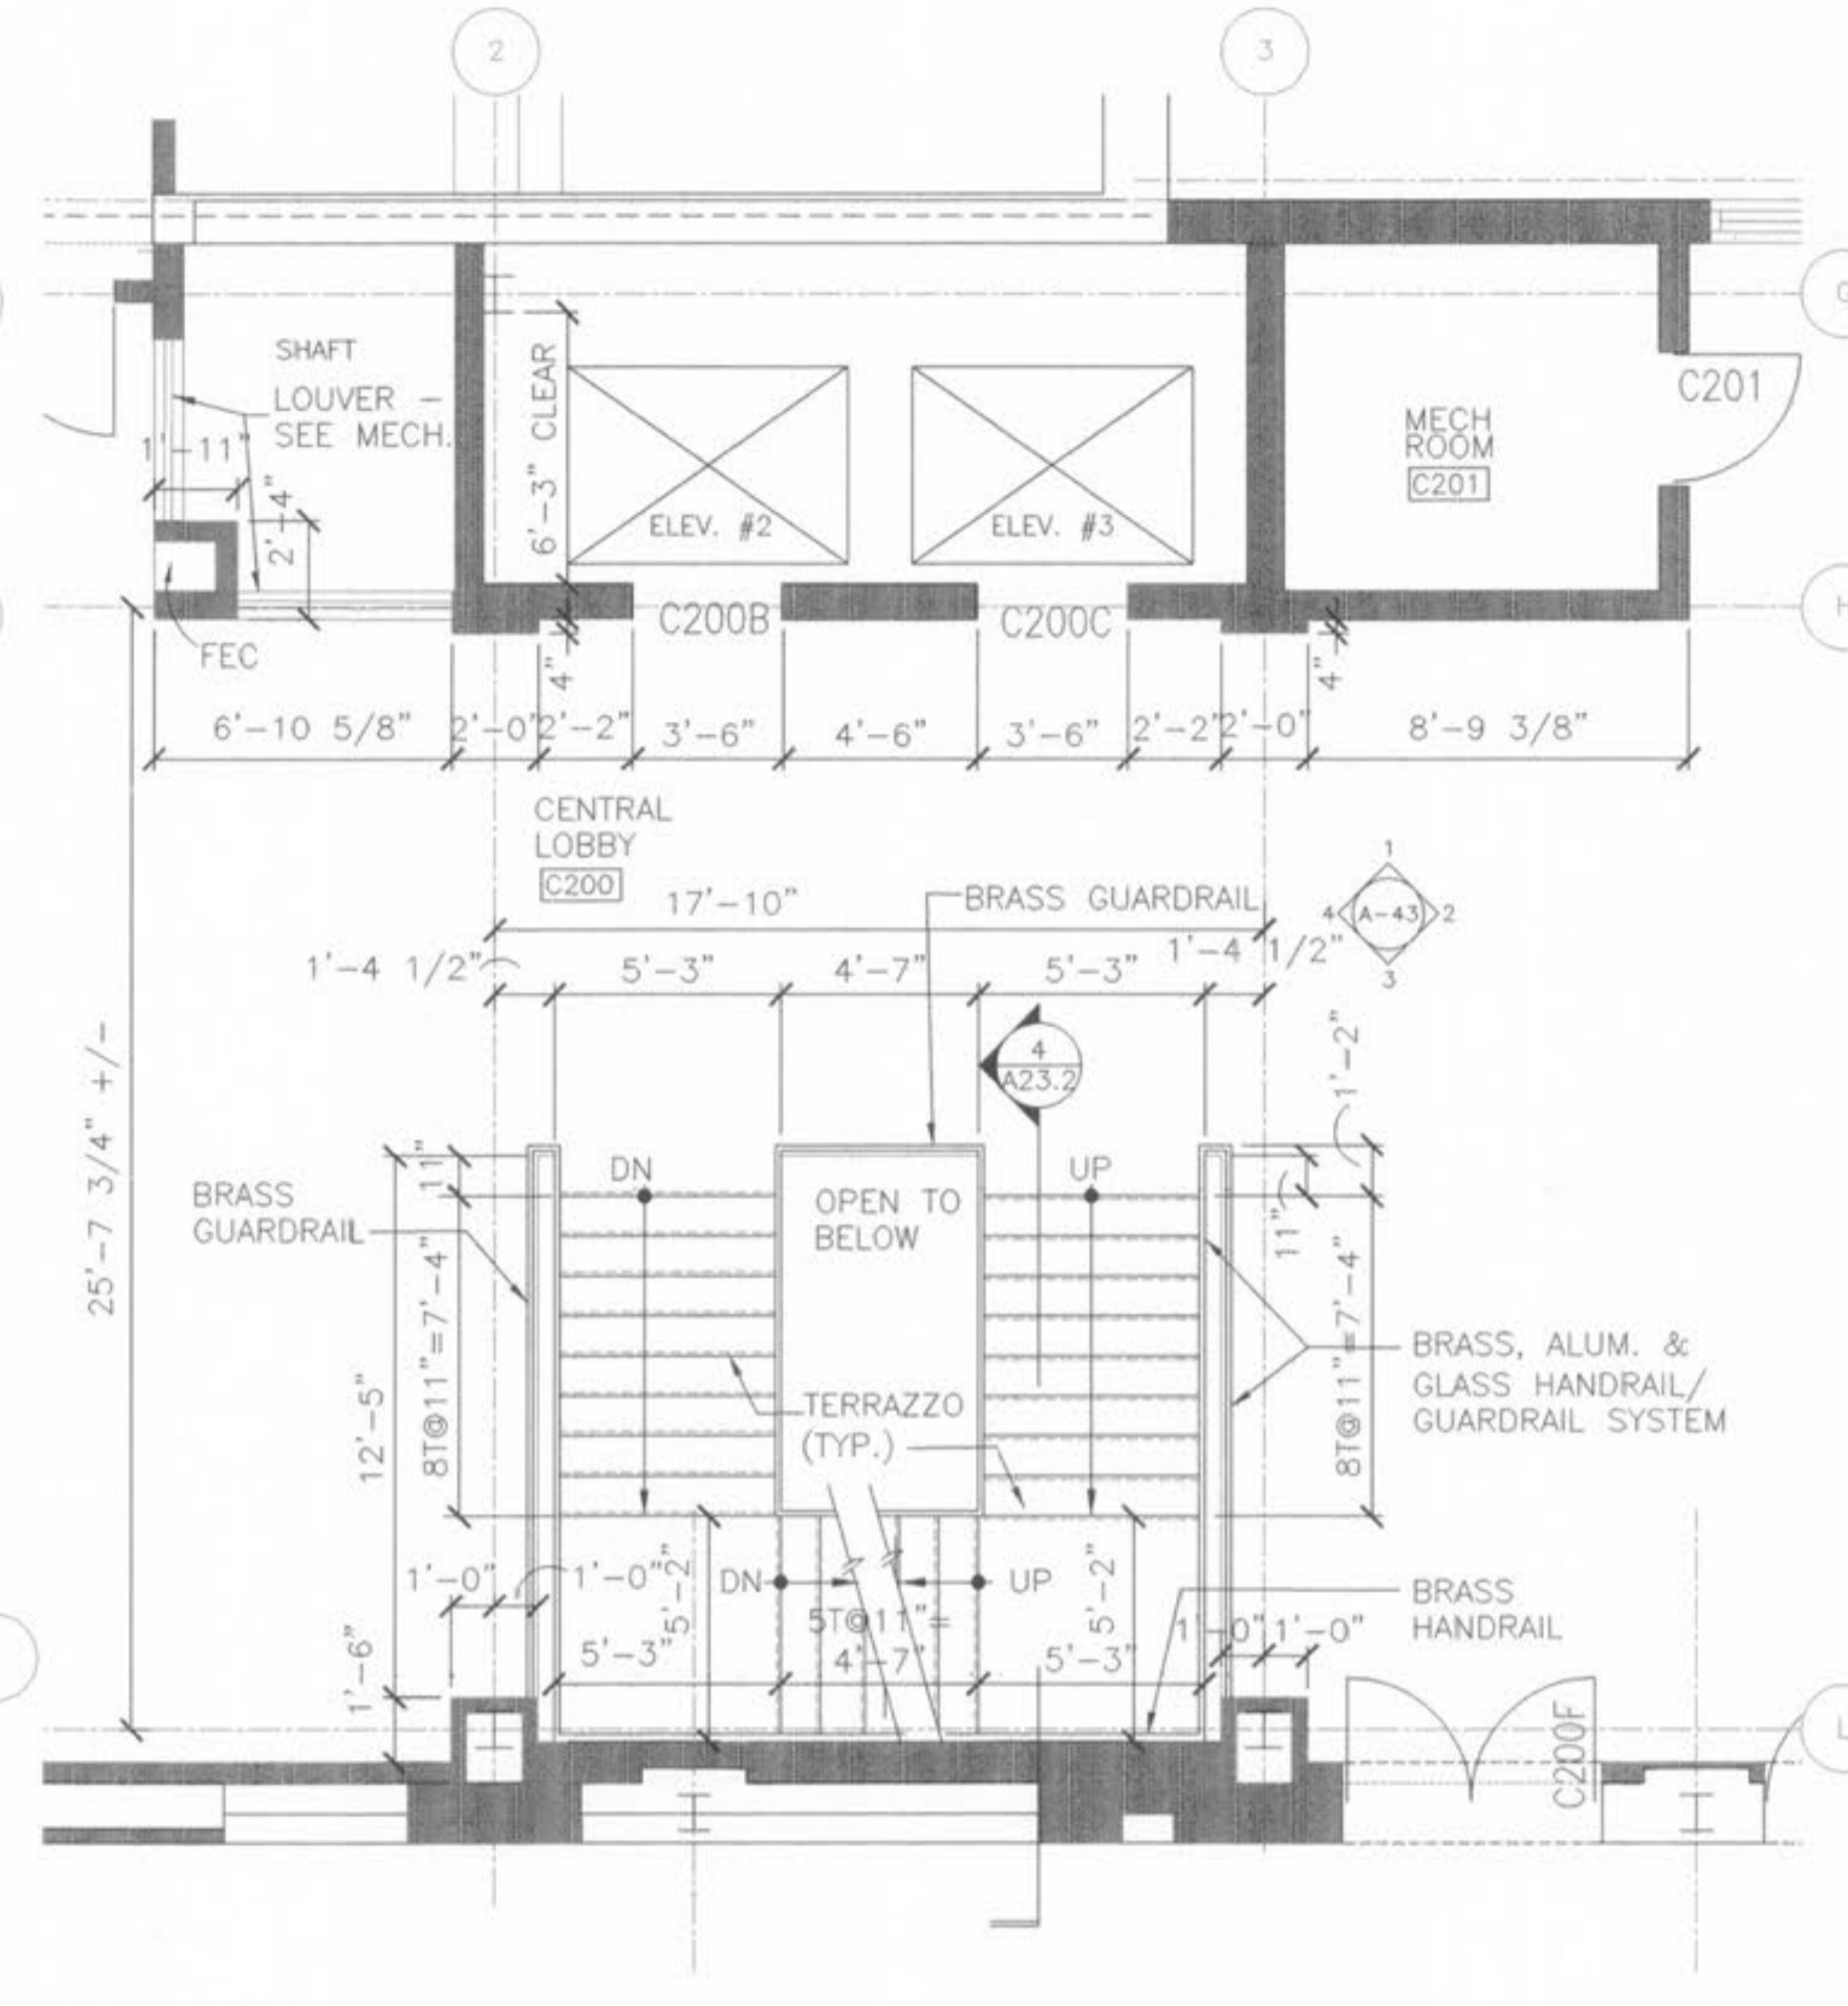 2
3
G
SHAFT
LOUVER –
SEE MECH.
1'-11"
2'-4"
6'-3" CLEAR
ELEV. #2
ELEV. #3
MECH
ROOM
C201
C201
H
FEC
C200B
C200C
4"
4"
6'-10 5/8"
2'-0"
2'-2"
3'-6"
4'-6"
3'-6"
2'-2"
2'-0"
8'-9 3/8"
CENTRAL
LOBBY
C200
17'-10"
BRASS GUARDRAIL
1
4
A-43
2
3
1'-4 1/2"
5'-3"
4'-7"
5'-3"
1'-4 1/2"
25'-7 3/4" +/-
4
A23.2
1'-2"
11"
DN
UP
11"
BRASS
GUARDRAIL
OPEN TO
BELOW
8T@11"=7'-4"
8T@11"=7'-4"
12'-5"
BRASS, ALUM. &
GLASS HANDRAIL/
GUARDRAIL SYSTEM
TERRAZZO
(TYP.)
1'-0"
1'-0"
5'-2"
DN
UP
5'-2"
BRASS
HANDRAIL
5T@11"=
4'-7"
5'-3"
5'-3"
1'-0"
1'-0"
1'-6"
C200F
L